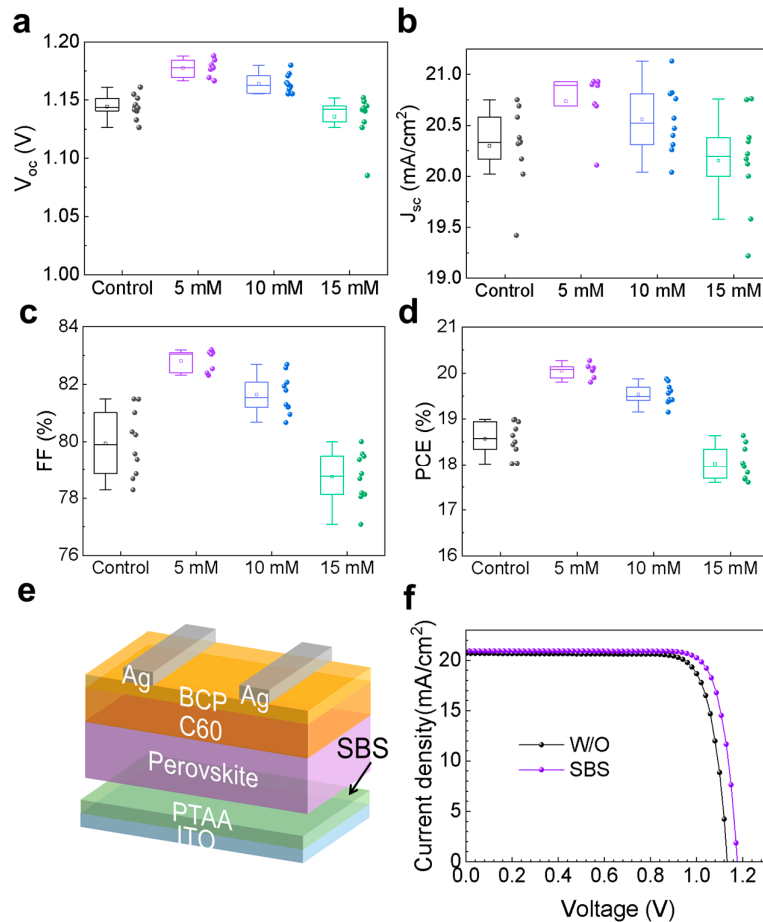 a
V_oc (V)
1.20
1.15
1.10
1.05
1.00
Control 5 mM 10 mM 15 mM
b
J_sc (mA/cm²)
21.0
20.5
20.0
19.5
19.0
Control 5 mM 10 mM 15 mM
c
FF (%)
84
82
80
78
76
Control 5 mM 10 mM 15 mM
d
PCE (%)
21
20
19
18
17
16
Control 5 mM 10 mM 15 mM
e
Ag Ag
BCP
C60
SBS
Perovskite
PTAA
ITO
f
Current density(mA/cm²)
20
15
10
5
0
W/O
SBS
0.0 0.2 0.4 0.6 0.8 1.0 1.2
Voltage (V)